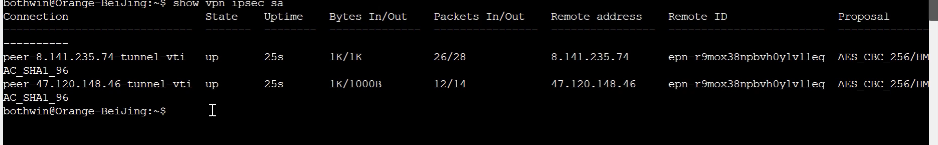 bothwin@Orange-BeiJing:~$ show vpn ipsec sa
Connection State Uptime Bytes In/Out Packets In/Out Remote address Remote ID Proposal
---------------------------- ------- -------- -------------- ---------------- ---------------- ------------------------ --------------
----------
peer 8.141.235.74 tunnel vti up 25s 1K/1K 26/28 8.141.235.74 epn r9mox38npbvh0ylvlleq AES CBC 256/HM
AC_SHA1_96
peer 47.120.148.46 tunnel vti up 25s 1K/1000B 12/14 47.120.148.46 epn r9mox38npbvh0ylvlleq AES CBC 256/HM
AC_SHA1_96
bothwin@Orange-BeiJing:~$